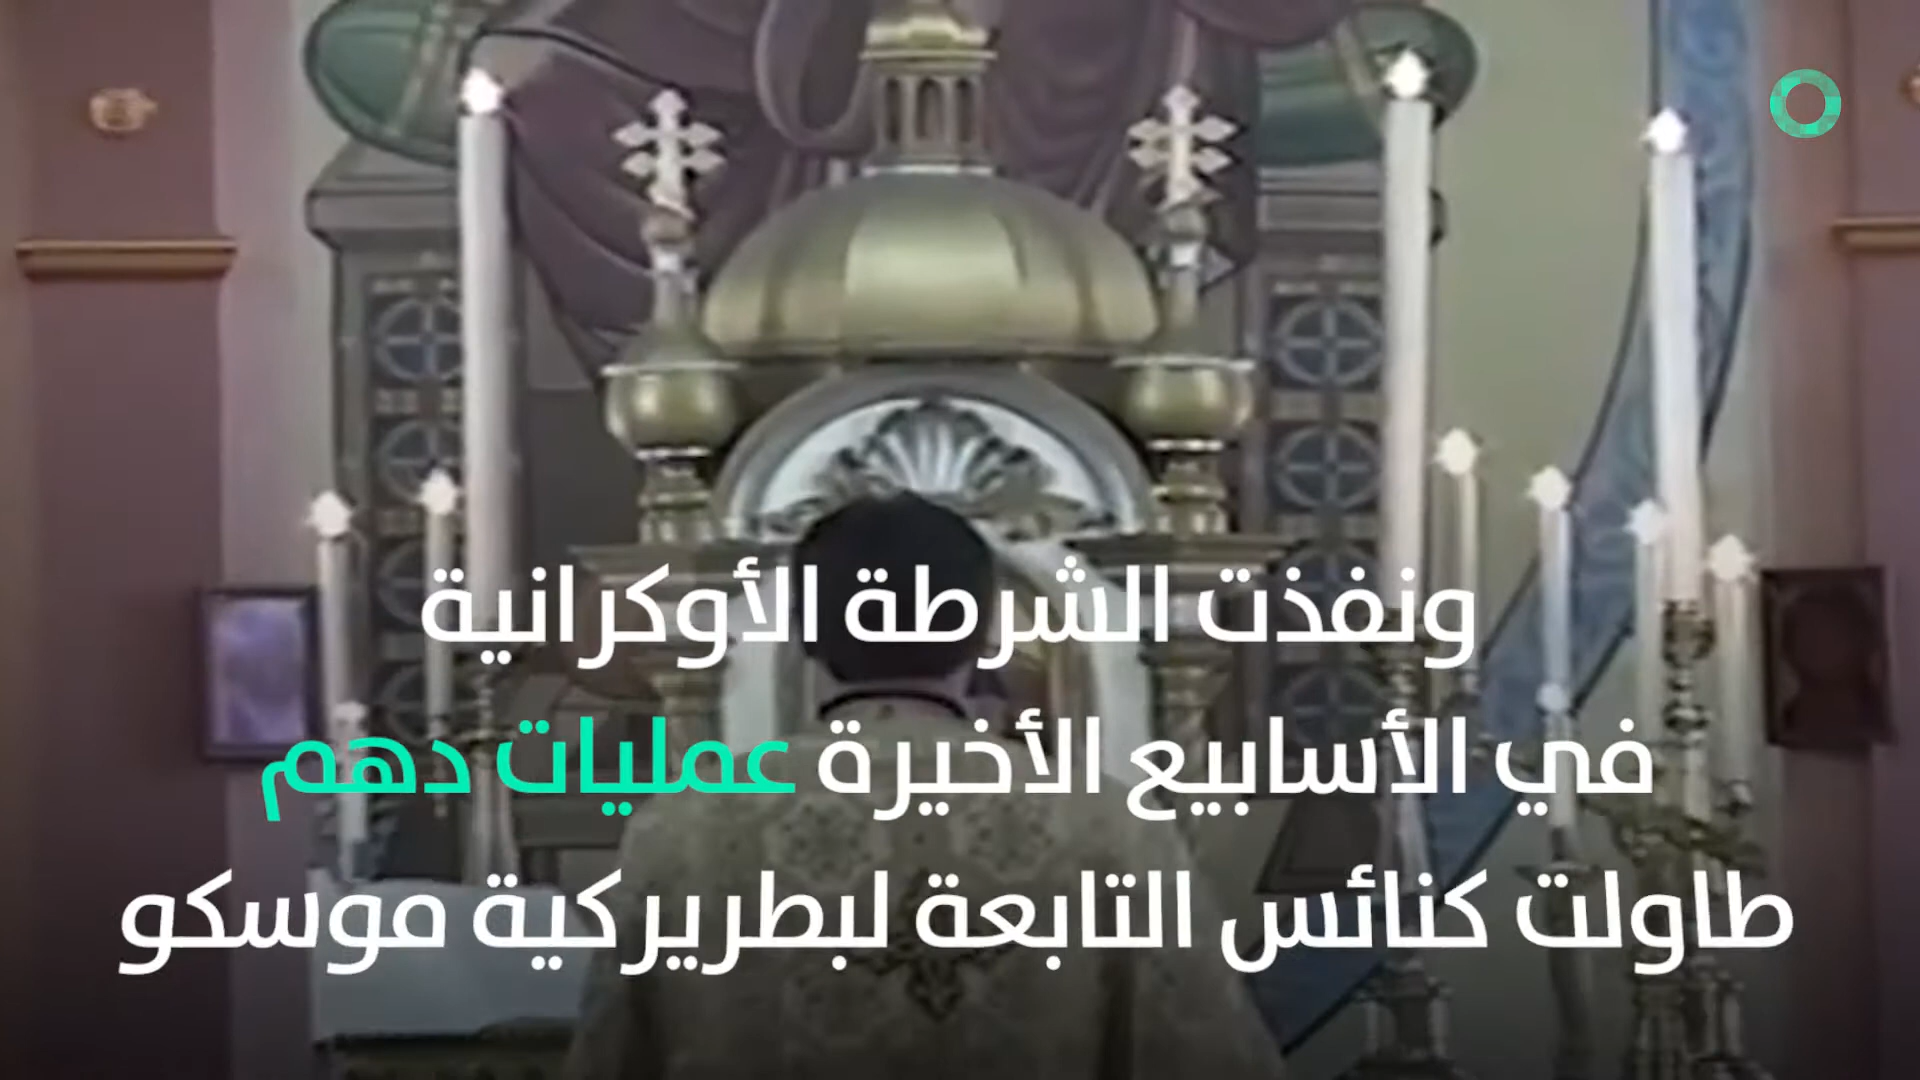 ونفذت الشرطة الأوكرانية
في الأسابيع الأخيرة عمليات دهم
طاولت كنائس التابعة لبطريركية موسكو